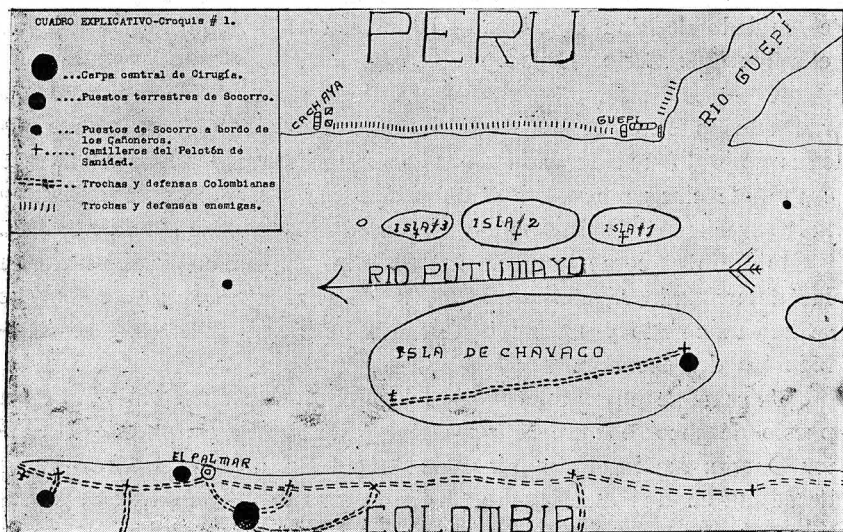 CUADRO EXPLICATIVO-Croquis # 1.
...Carpa central de Cirugía.
...Puestos terrestres de Socorro.
... Puestos de Socorro a bordo de
los Cañoneros.
... Camilleros del Pelotón de
Sanidad.
... Trochas y defensas Colombianas
Trochas y defensas enemigas.
PERU
CACHAYA
GUEPÍ
RIO GUEPÍ
ISLA #3
ISLA #2
ISLA #1
RIO PUTUMAYO
ISLA DE CHAVACO
EL PALMAR
COLOMBIA